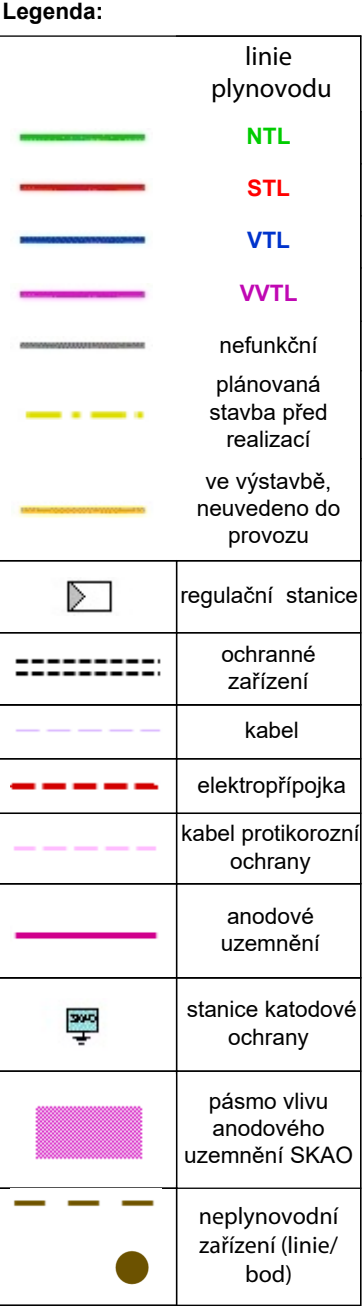 Legenda:
linie
plynovodu
NTL
STL
VTL
VVTL
nefunkční
plánovaná
stavba před
realizací
ve výstavbě,
neuvedeno do
provozu
regulační stanice
ochranné
zařízení
kabel
elektropřípojka
kabel protikorozní
ochrany
anodové
uzemnění
SKAO
stanice katodové
ochrany
pásmo vlivu
anodového
uzemnění SKAO
neplynovodní
zařízení (linie/
bod)